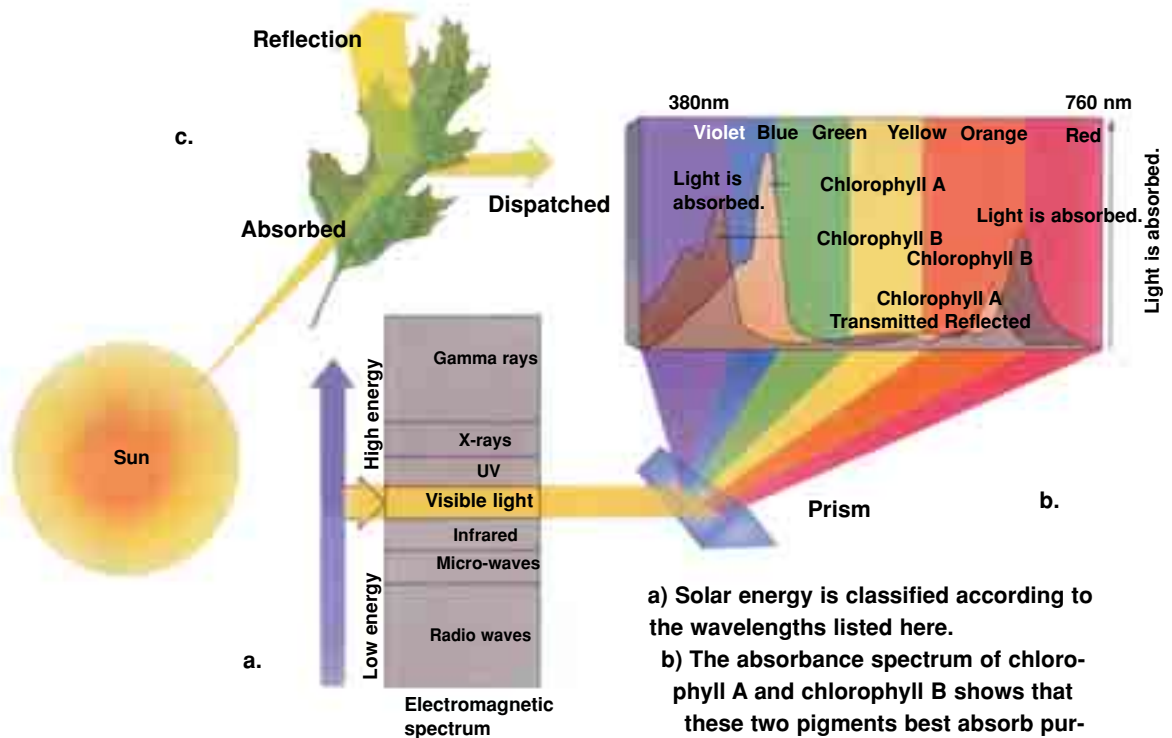 Reflection
c.
Absorbed
Dispatched
Sun
380nm
760 nm
Violet Blue Green Yellow Orange Red
Light is
absorbed.
Chlorophyll A
Chlorophyll B
Light is absorbed.
Chlorophyll B
Chlorophyll A
Transmitted Reflected
Light is absorbed.
High energy
Low energy
Gamma rays
X-rays
UV
Visible light
Infrared
Micro-waves
Radio waves
a.
Electromagnetic
spectrum
Prism
b.
a) Solar energy is classified according to
the wavelengths listed here.
b) The absorbance spectrum of chloro-
phyll A and chlorophyll B shows that
these two pigments best absorb pur-